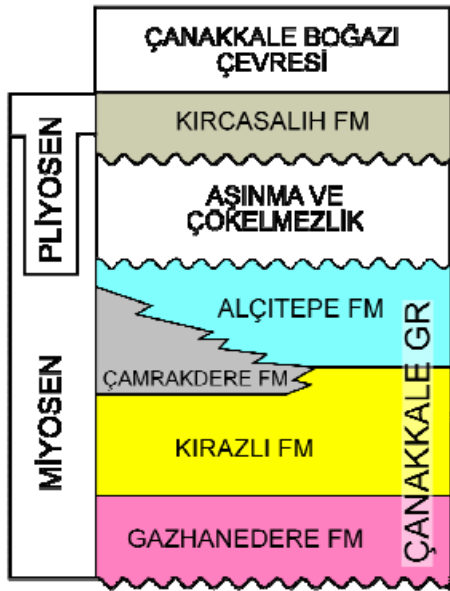 ÇANAKKALE BOĞAZI
ÇEVRESİ
PLİYOSEN
MİYOSEN
KIRCASALIH FM
AŞINMA VE
ÇÖKELMEZLİK
ALÇITEPE FM
ÇAMRAKDERE FM
KIRAZLI FM
GAZHANEDERE FM
ÇANAKKALE GR